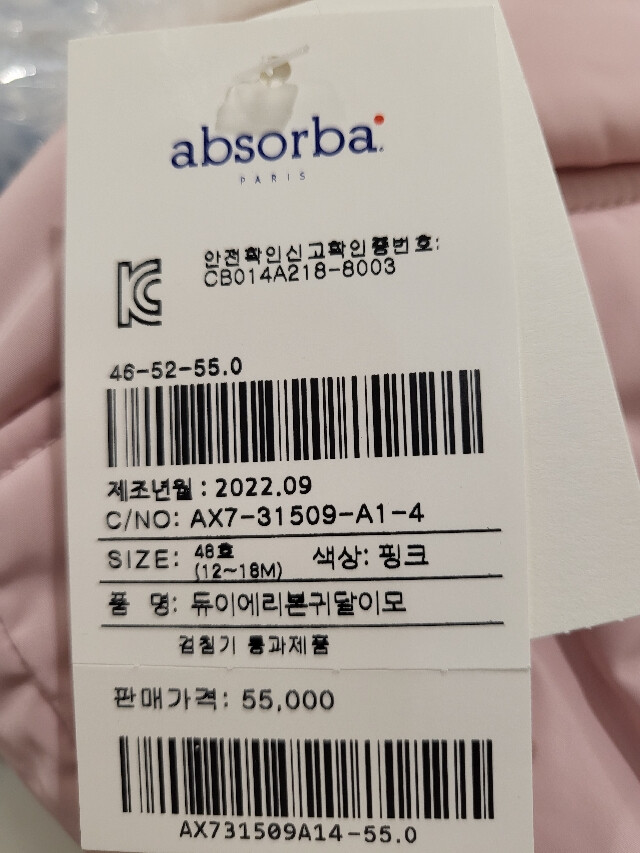 absorba
PARIS
안전확인신고확인증번호:
CB014A218-8003
46-52-55.0
제조년월 : 2022.09
C/NO: AX7-31509-A1-4
SIZE: 48호 (12~18M) 색상: 핑크
품 명: 듀이에리본귀달이모
검침기 통과제품
판매가격: 55,000
AX731509A14-55.0